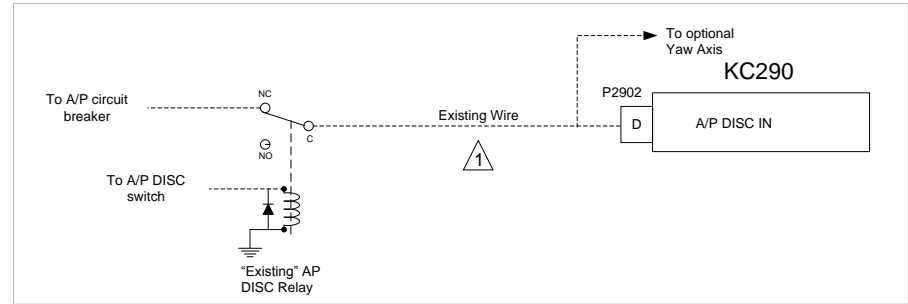 To optional
Yaw Axis
KC290
P2902
NC
To A/P circuit
breaker
Existing Wire
D
A/P DISC IN
C
NO
1
To A/P DISC
switch
“Existing” AP
DISC Relay